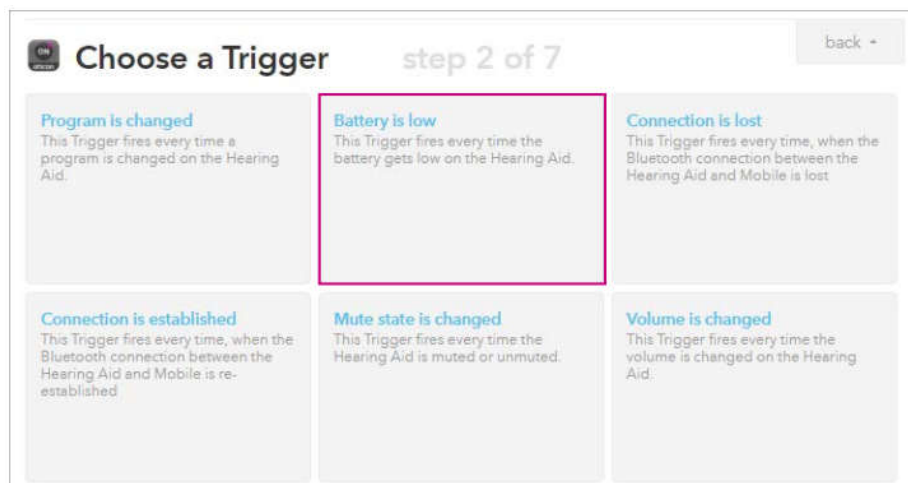 ON
oticon
Choose a Trigger
step 2 of 7
back
Program is changed
This Trigger fires every time a
program is changed on the Hearing
Aid.
Battery is low
This Trigger fires every time the
battery gets low on the Hearing Aid.
Connection is lost
This Trigger fires every time, when the
Bluetooth connection between the
Hearing Aid and Mobile is lost
Connection is established
This Trigger fires every time, when the
Bluetooth connection between the
Hearing Aid and Mobile is re-
established
Mute state is changed
This Trigger fires every time the
Hearing Aid is muted or unmuted.
Volume is changed
This Trigger fires every time the
volume is changed on the Hearing
Aid.